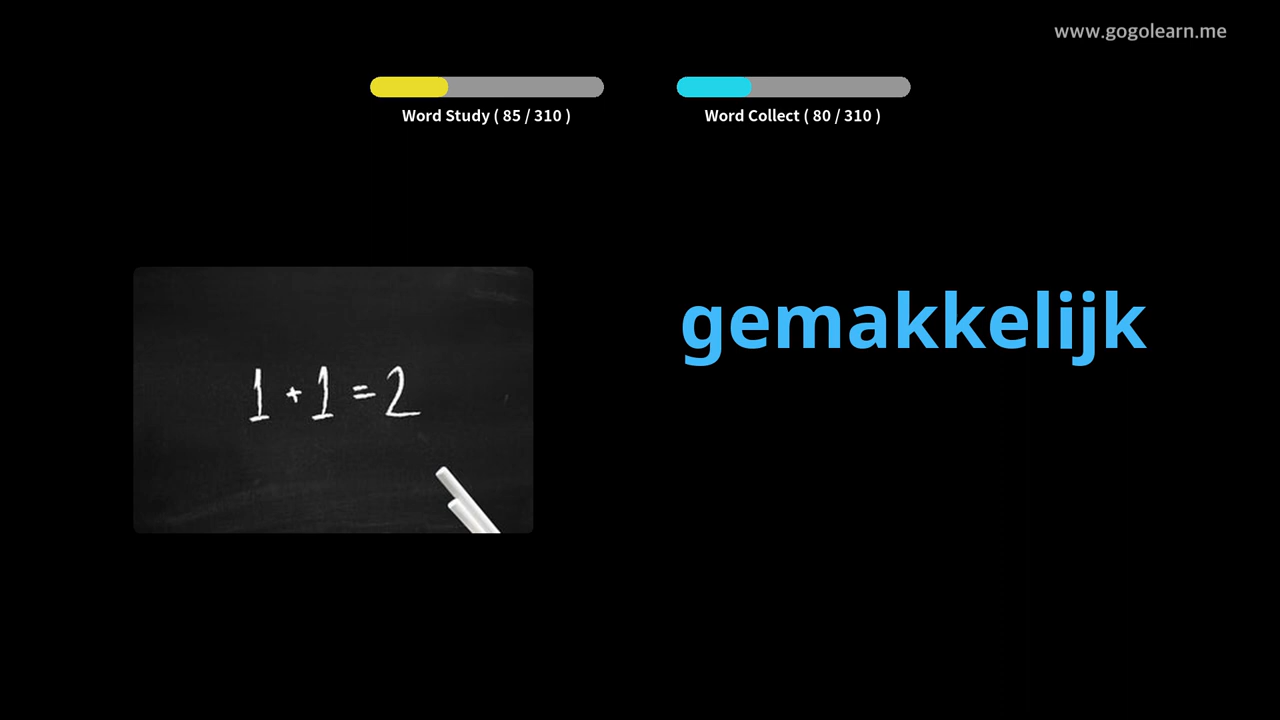 www.gogolearn.me
Word Study ( 85 / 310 )
Word Collect ( 80 / 310 )
1 + 1 = 2
gemakkelijk